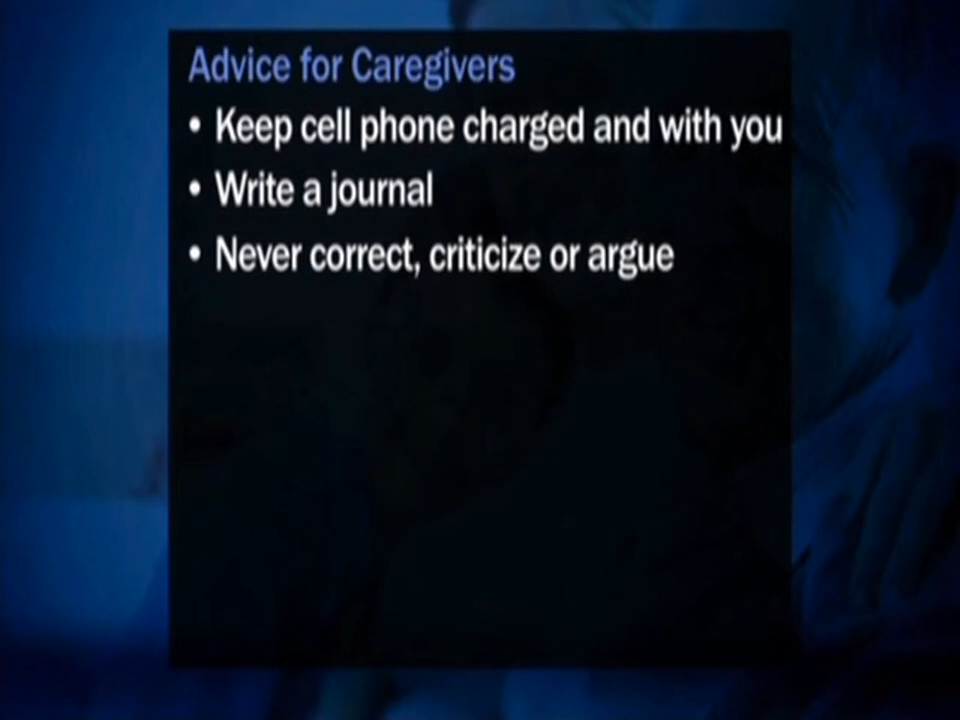 Advice for Caregivers
• Keep cell phone charged and with you
• Write a journal
• Never correct, criticize or argue